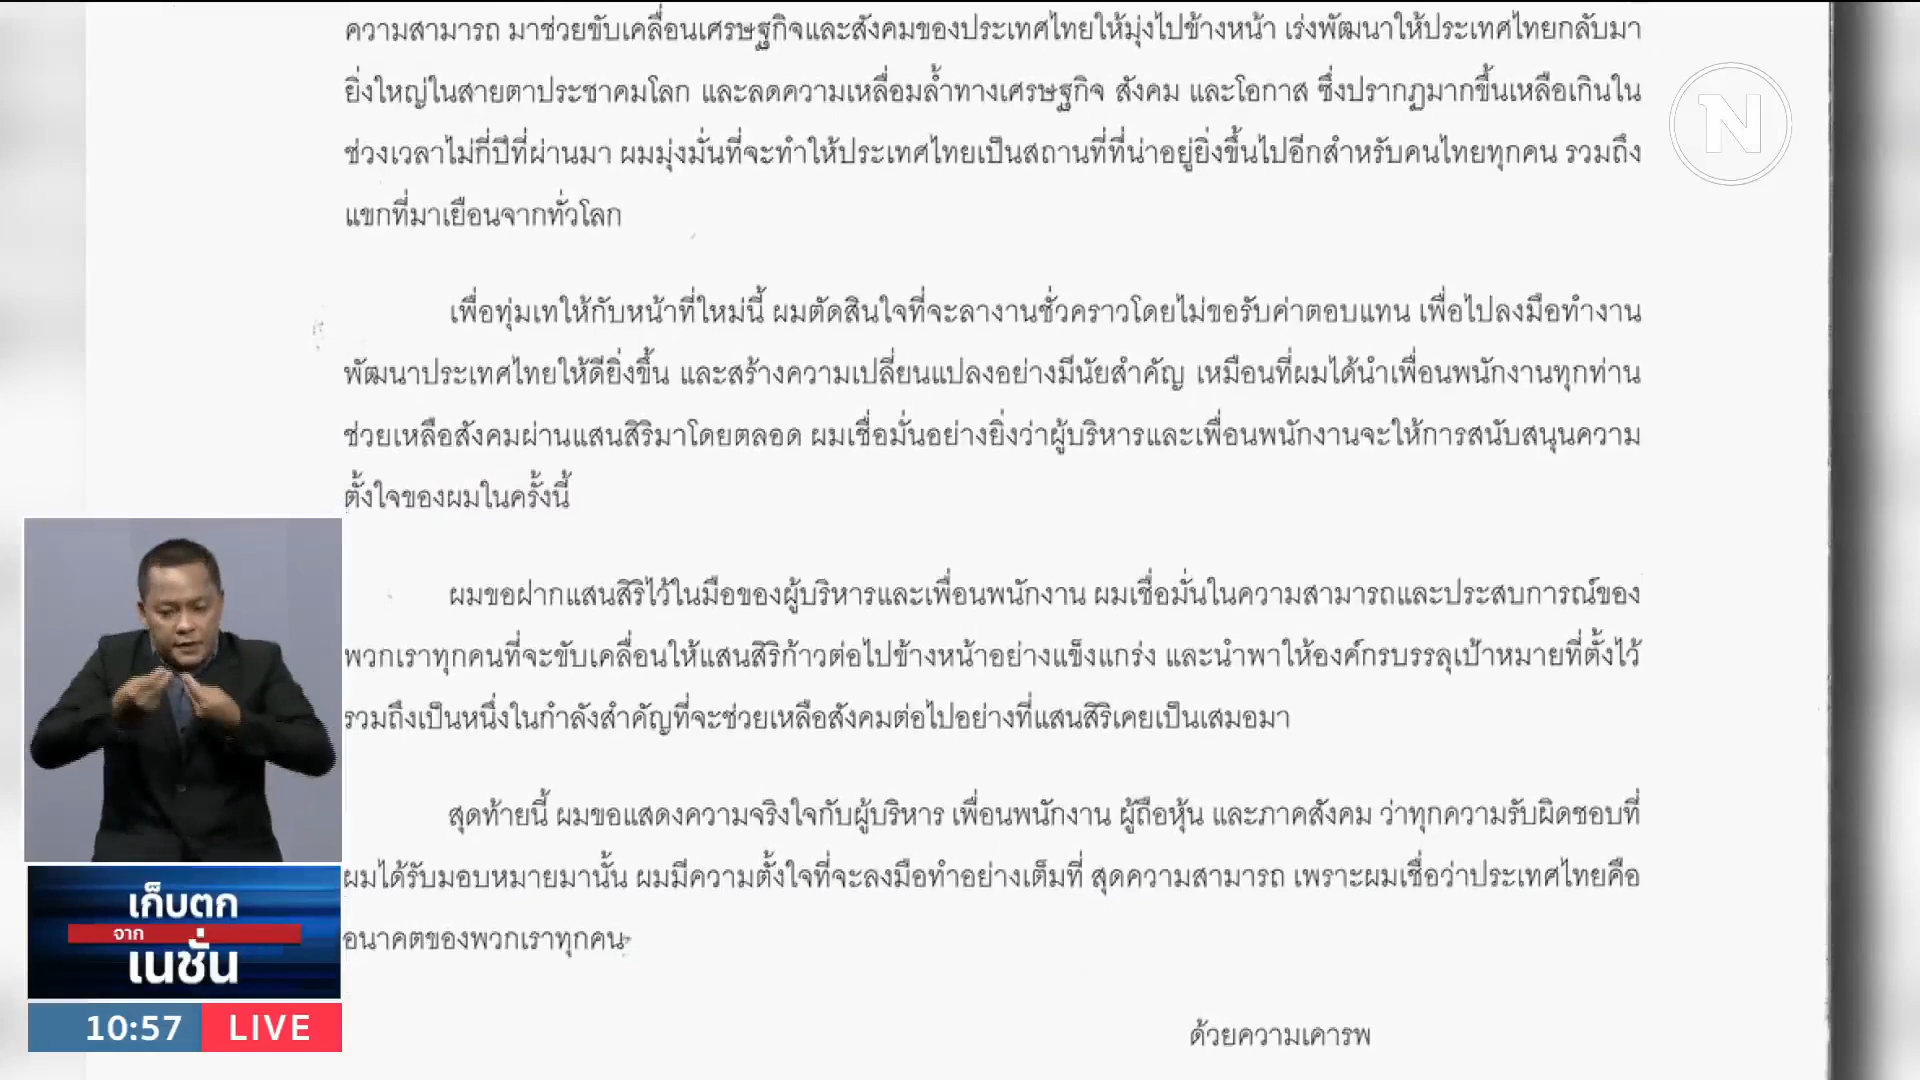 ความสามารถ มาช่วยขับเคลื่อนเศรษฐกิจและสังคมของประเทศไทยให้มุ่งไปข้างหน้า เร่งพัฒนาให้ประเทศไทยกลับมา
ยิ่งใหญ่ในสายตาประชาคมโลก และลดความเหลื่อมล้ำทางเศรษฐกิจ สังคม และโอกาส ซึ่งปรากฏมากขึ้นเหลือเกินใน
ช่วงเวลาไม่กี่ปีที่ผ่านมา ผมมุ่งมั่นที่จะทำให้ประเทศไทยเป็นสถานที่ที่น่าอยู่ยิ่งขึ้นไปอีกสำหรับคนไทยทุกคน รวมถึง
แขกที่มาเยือนจากทั่วโลก
เพื่อทุ่มเทให้กับหน้าที่ใหม่นี้ ผมตัดสินใจที่จะลางานชั่วคราวโดยไม่ขอรับค่าตอบแทน เพื่อไปลงมือทำงาน
พัฒนาประเทศไทยให้ดียิ่งขึ้น และสร้างความเปลี่ยนแปลงอย่างมีนัยสำคัญ เหมือนที่ผมได้นำเพื่อนพนักงานทุกท่าน
ช่วยเหลือสังคมผ่านแสนสิริมาโดยตลอด ผมเชื่อมั่นอย่างยิ่งว่าผู้บริหารและเพื่อนพนักงานจะให้การสนับสนุนความ
ตั้งใจของผมในครั้งนี้
ผมขอฝากแสนสิริไว้ในมือของผู้บริหารและเพื่อนพนักงาน ผมเชื่อมั่นในความสามารถและประสบการณ์ของ
พวกเราทุกคนที่จะขับเคลื่อนให้แสนสิริก้าวต่อไปข้างหน้าอย่างแข็งแกร่ง และนำพาให้องค์กรบรรลุเป้าหมายที่ตั้งไว้
รวมถึงเป็นหนึ่งในกำลังสำคัญที่จะช่วยเหลือสังคมต่อไปอย่างที่แสนสิริเคยเป็นเสมอมา
สุดท้ายนี้ ผมขอแสดงความจริงใจกับผู้บริหาร เพื่อนพนักงาน ผู้ถือหุ้น และภาคสังคม ว่าทุกความรับผิดชอบที่
ผมได้รับมอบหมายมานั้น ผมมีความตั้งใจที่จะลงมือทำอย่างเต็มที่ สุดความสามารถ เพราะผมเชื่อว่าประเทศไทยคือ
อนาคตของพวกเราทุกคน
ด้วยความเคารพ
N
เก็บตก
จาก
เนชั่น
10:57 LIVE